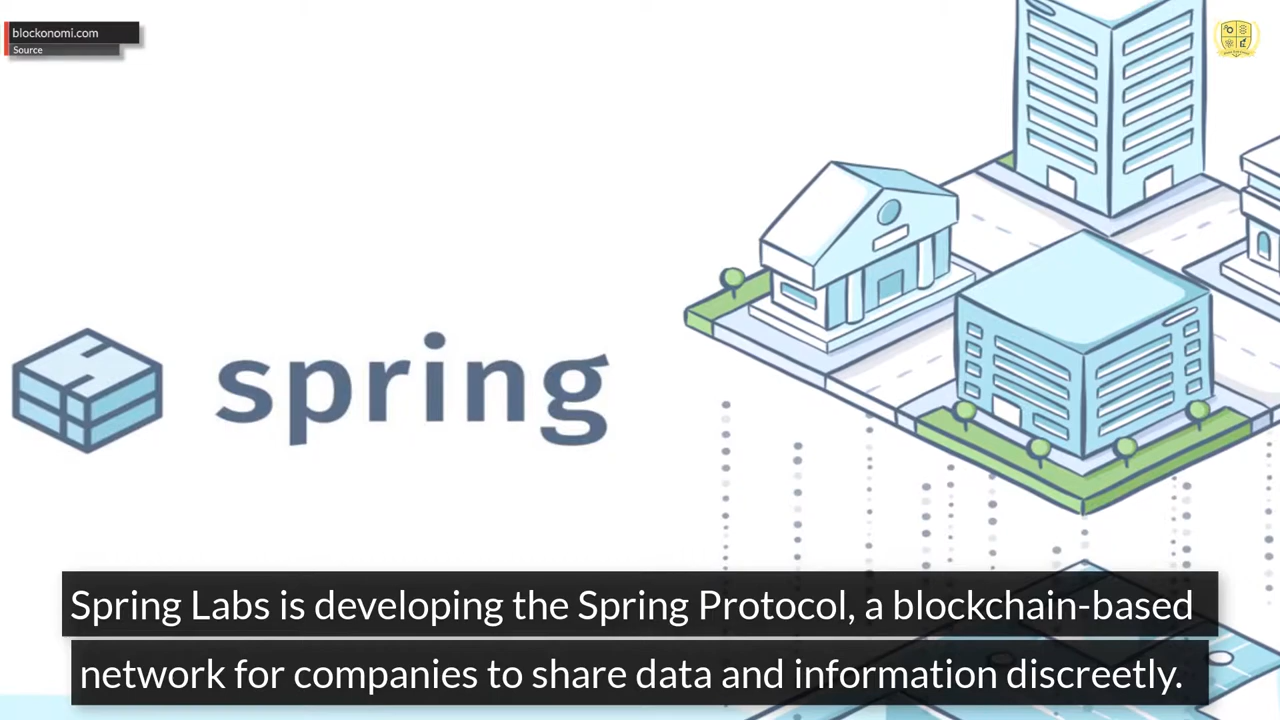 blockonomi.com
Source
spring
Spring Labs is developing the Spring Protocol, a blockchain-based
network for companies to share data and information discreetly.